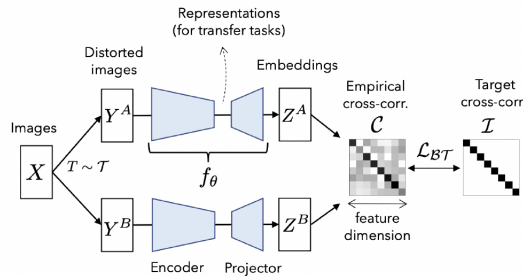 Representations
(for transfer tasks)
Distorted
images
Embeddings
Images
Empirical
cross-corr.
Target
cross-corr
Y^A
Z^A
C
I
X
T ~ T
f_θ
L_BT
feature
dimension
Y^B
Z^B
Encoder
Projector